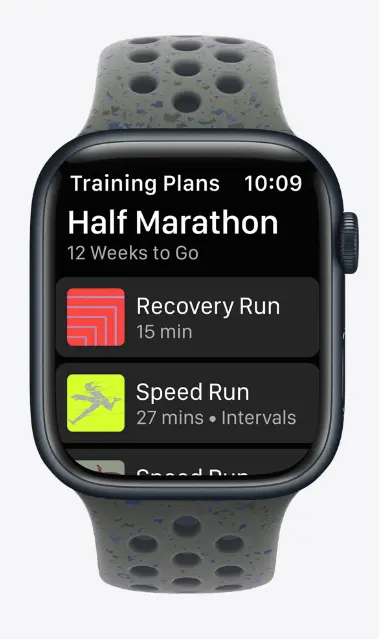 Training Plans 10:09
Half Marathon
12 Weeks to Go
Recovery Run
15 min
Speed Run
27 mins • Intervals
Speed Run